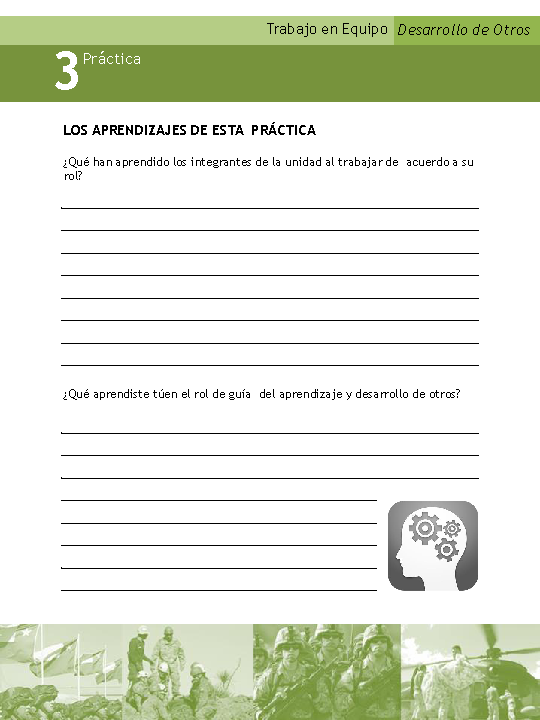 Trabajo en Equipo Desarrollo de Otros
3 Práctica
LOS APRENDIZAJES DE ESTA PRÁCTICA
¿Qué han aprendido los integrantes de la unidad al trabajar de acuerdo a su
rol?
¿Qué aprendiste túen el rol de guía del aprendizaje y desarrollo de otros?